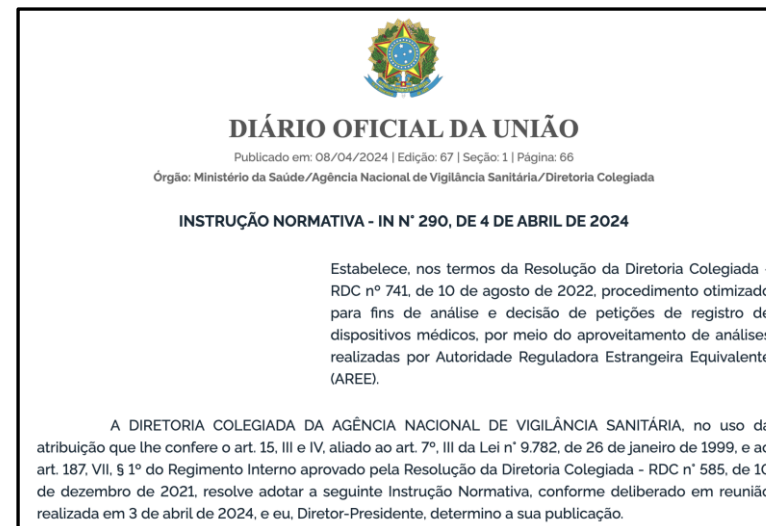 DIÁRIO OFICIAL DA UNIÃO
Publicado em: 08/04/2024 | Edição: 67 | Seção: 1 | Página: 66
Órgão: Ministério da Saúde/Agência Nacional de Vigilância Sanitária/Diretoria Colegiada
INSTRUÇÃO NORMATIVA - IN N° 290, DE 4 DE ABRIL DE 2024
Estabelece, nos termos da Resolução da Diretoria Colegiada -
RDC nº 741, de 10 de agosto de 2022, procedimento otimizado
para fins de análise e decisão de petições de registro de
dispositivos médicos, por meio do aproveitamento de análises
realizadas por Autoridade Reguladora Estrangeira Equivalente
(AREE).
A DIRETORIA COLEGIADA DA AGÊNCIA NACIONAL DE VIGILÂNCIA SANITÁRIA, no uso da
atribuição que lhe confere o art. 15, III e IV, aliado ao art. 7º, III da Lei n° 9.782, de 26 de janeiro de 1999, e ao
art. 187, VII, § 1º do Regimento Interno aprovado pela Resolução da Diretoria Colegiada - RDC n° 585, de 10
de dezembro de 2021, resolve adotar a seguinte Instrução Normativa, conforme deliberado em reunião
realizada em 3 de abril de 2024, e eu, Diretor-Presidente, determino a sua publicação.